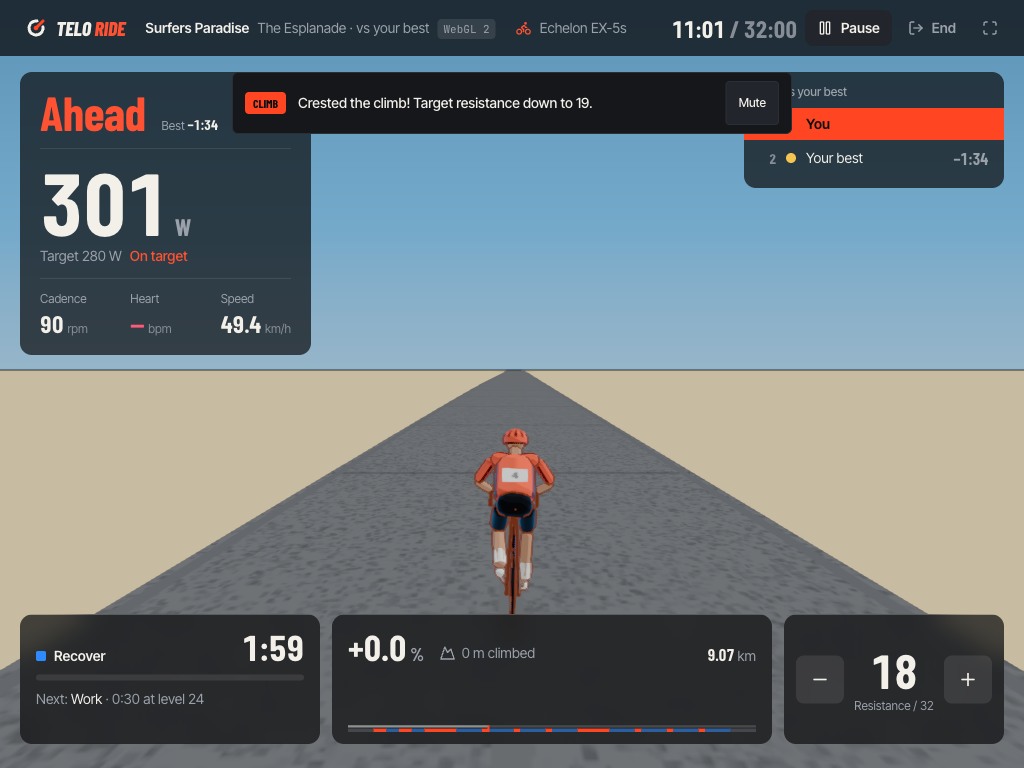 TELO RIDE
Surfers Paradise The Esplanade · vs your best WebGL 2
Echelon EX-5s
11:01 / 32:00
Pause
End
Ahead
Best −1:34
CLIMB
Crested the climb! Target resistance down to 19.
Mute
s your best
You
2 Your best −1:34
301 W
Target 280 W On target
Cadence Heart Speed
90 rpm – bpm 49.4 km/h
4
Recover 1:59
Next: Work · 0:30 at level 24
+0.0 % 0 m climbed 9.07 km
− 18 +
Resistance / 32